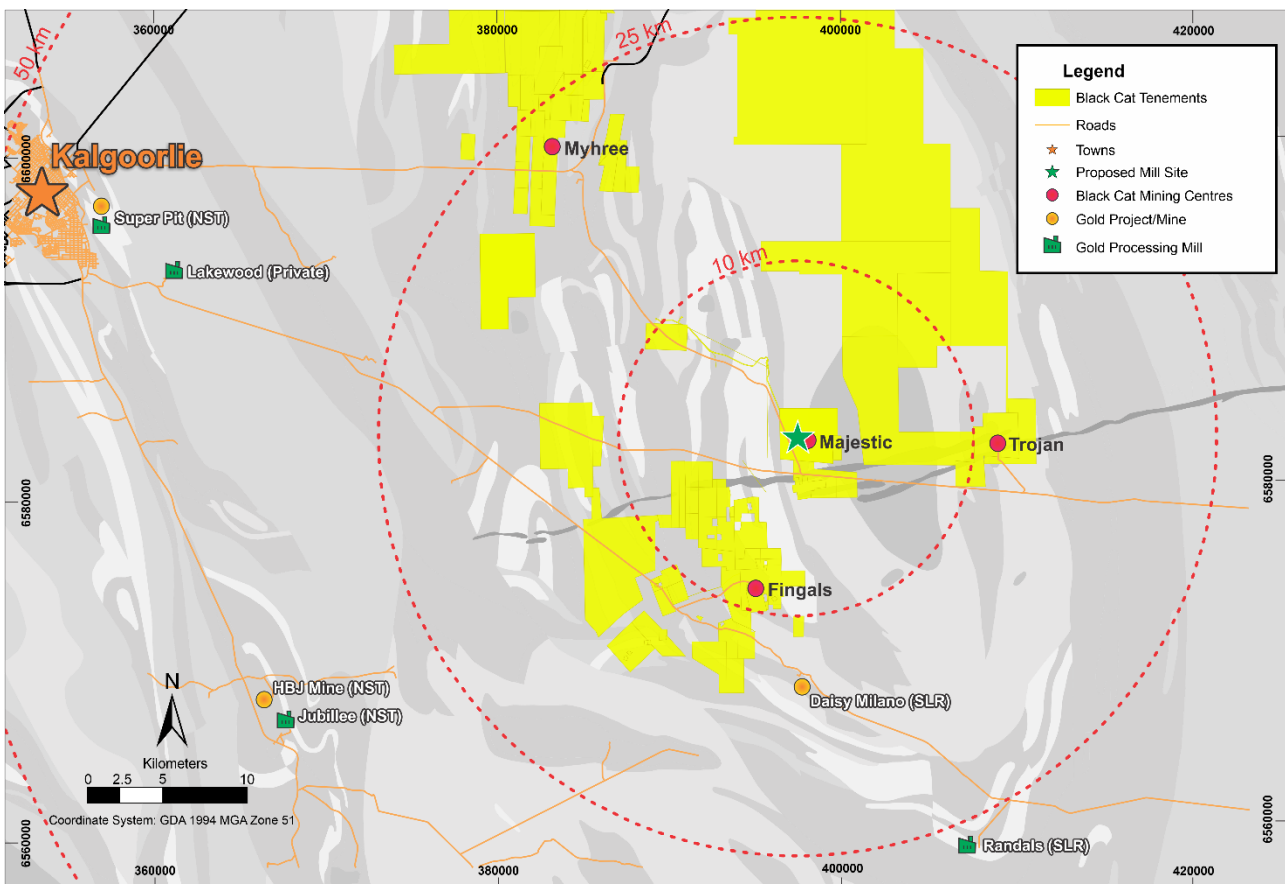 360000
380000
400000
420000
50 km
25 km
Legend
Black Cat Tenements
Roads
Towns
Proposed Mill Site
Black Cat Mining Centres
Gold Project/Mine
Gold Processing Mill
6600000
Kalgoorlie
Myhree
Super Pit (NST)
Lakewood (Private)
10 km
Majestic
Trojan
6580000
6580000
Fingals
HBJ Mine (NST)
Jubillee (NST)
Daisy Milano (SLR)
N
Kilometers
0 2.5 5 10
Coordinate System: GDA 1994 MGA Zone 51
Randals (SLR)
6560000
6560000
360000
380000
400000
420000